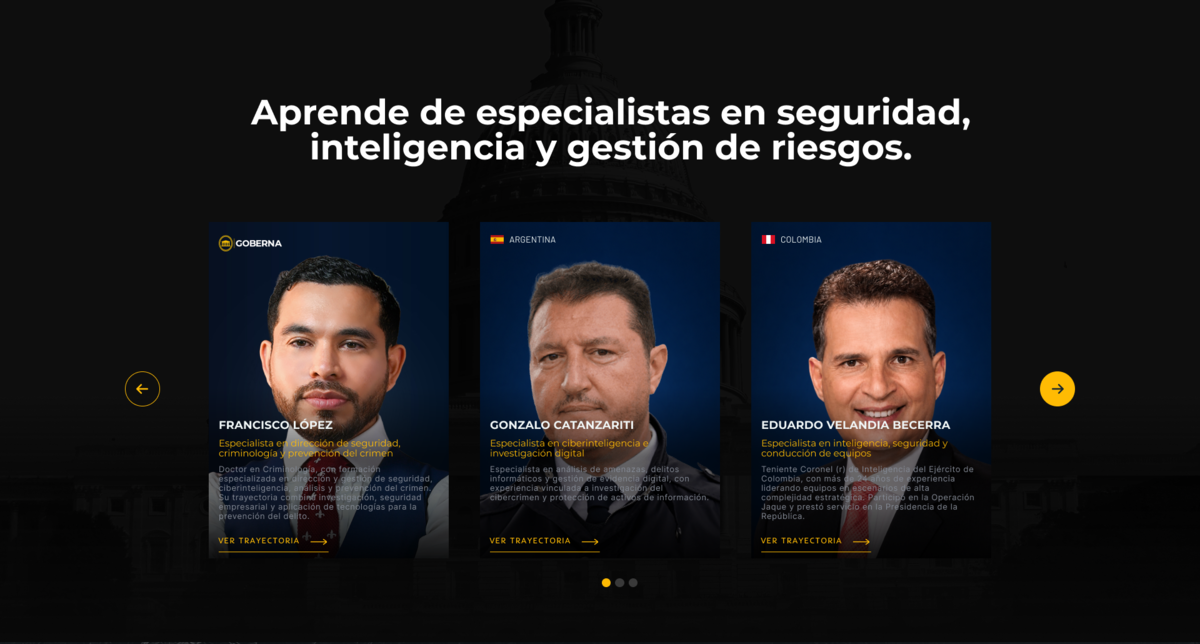 Aprende de especialistas en seguridad,
inteligencia y gestión de riesgos.
GOBERNA
FRANCISCO LÓPEZ
Especialista en dirección de seguridad,
criminología y prevención del crimen
Doctor en Criminología, con formación
especializada en dirección y gestión de seguridad,
ciberinteligencia, análisis y prevención del crimen.
Su trayectoria combina investigación, seguridad
empresarial y aplicación de tecnologías para la
prevención del delito.
VER TRAYECTORIA
ARGENTINA
GONZALO CATANZARITI
Especialista en ciberinteligencia e
investigación digital
Especialista en análisis de amenazas, delitos
informáticos y gestión de evidencia digital, con
experiencia vinculada a investigación del
cibercrimen y protección de activos de información.
VER TRAYECTORIA
COLOMBIA
EDUARDO VELANDIA BECERRA
Especialista en inteligencia, seguridad y
conducción de equipos
Teniente Coronel (r) de Inteligencia del Ejército de
Colombia, con más de 24 años de experiencia
liderando equipos en escenarios de alta
complejidad estratégica. Participó en la Operación
Jaque y prestó servicio en la Presidencia de la
República.
VER TRAYECTORIA